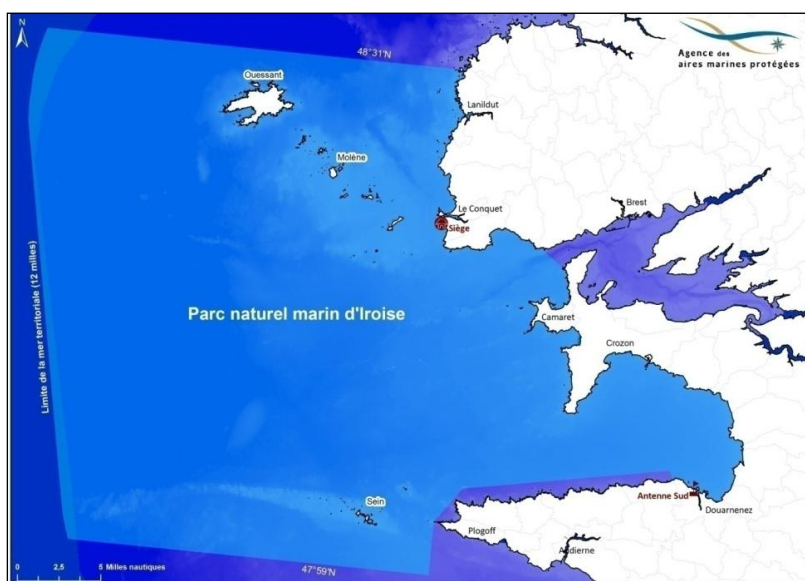 N
48°31'N
Agence des
aires marines protégées
Ouessant
Lanildut
Molène
Le Conquet
Siège
Brest
Limite de la mer territoriale (12 milles)
Parc naturel marin d'Iroise
Camaret
Crozon
Sein
Antenne Sud
Douarnenez
Plogoff
Audierne
47°59'N
0 2,5 5 Milles nautiques